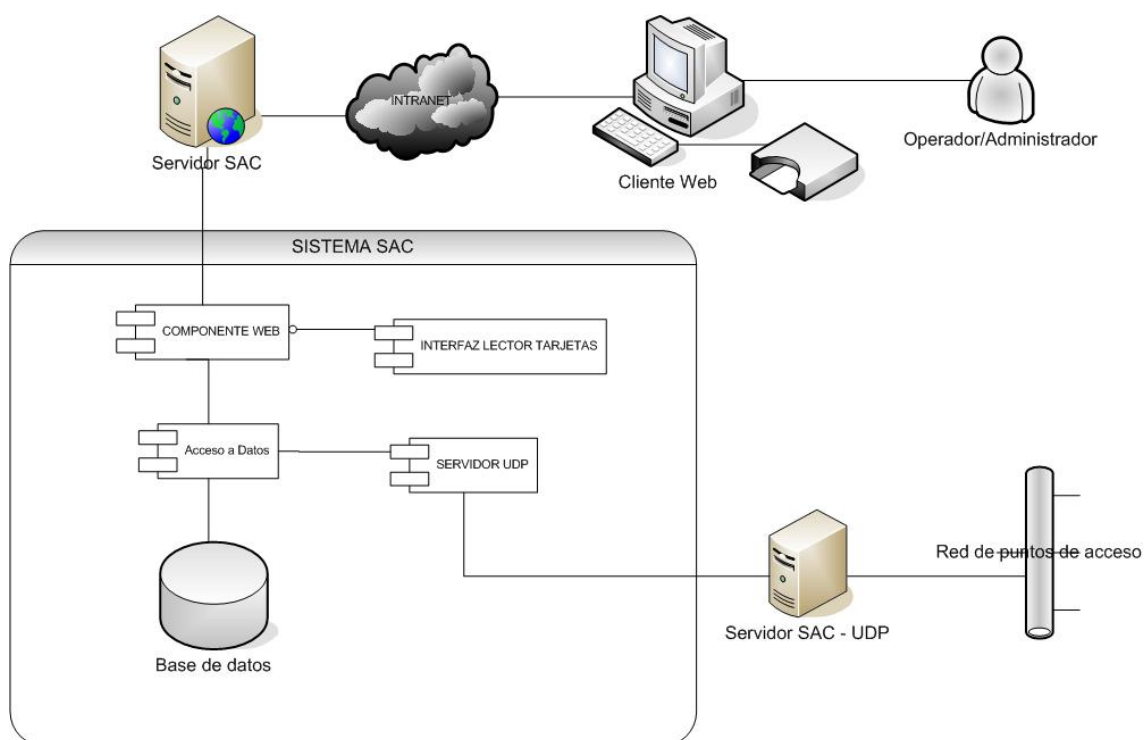 INTRANET
Servidor SAC
Cliente Web
Operador/Administrador
SISTEMA SAC
COMPONENTE WEB
INTERFAZ LECTOR TARJETAS
Acceso a Datos
SERVIDOR UDP
Base de datos
Servidor SAC - UDP
Red de puntos de acceso